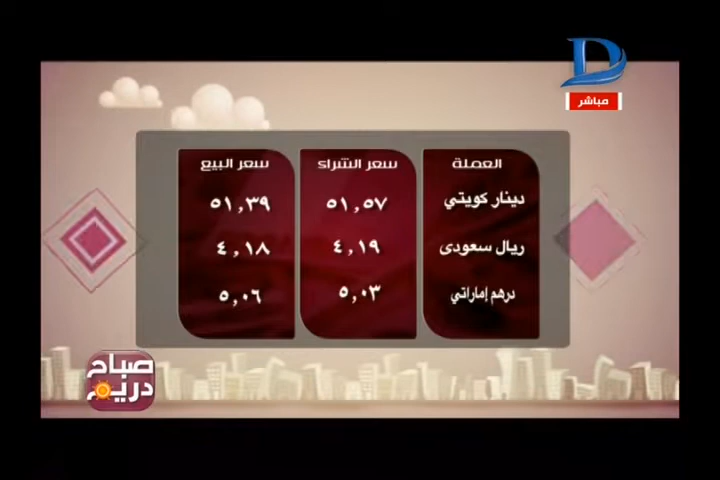 مباشر
العملة سعر الشراء سعر البيع
دينار كويتي ٥١,٥٧ ٥١,٣٩
ريال سعودى ٤,١٩ ٤,١٨
درهم إماراتي ٥,٠٣ ٥,٠٦
صباح
دريم